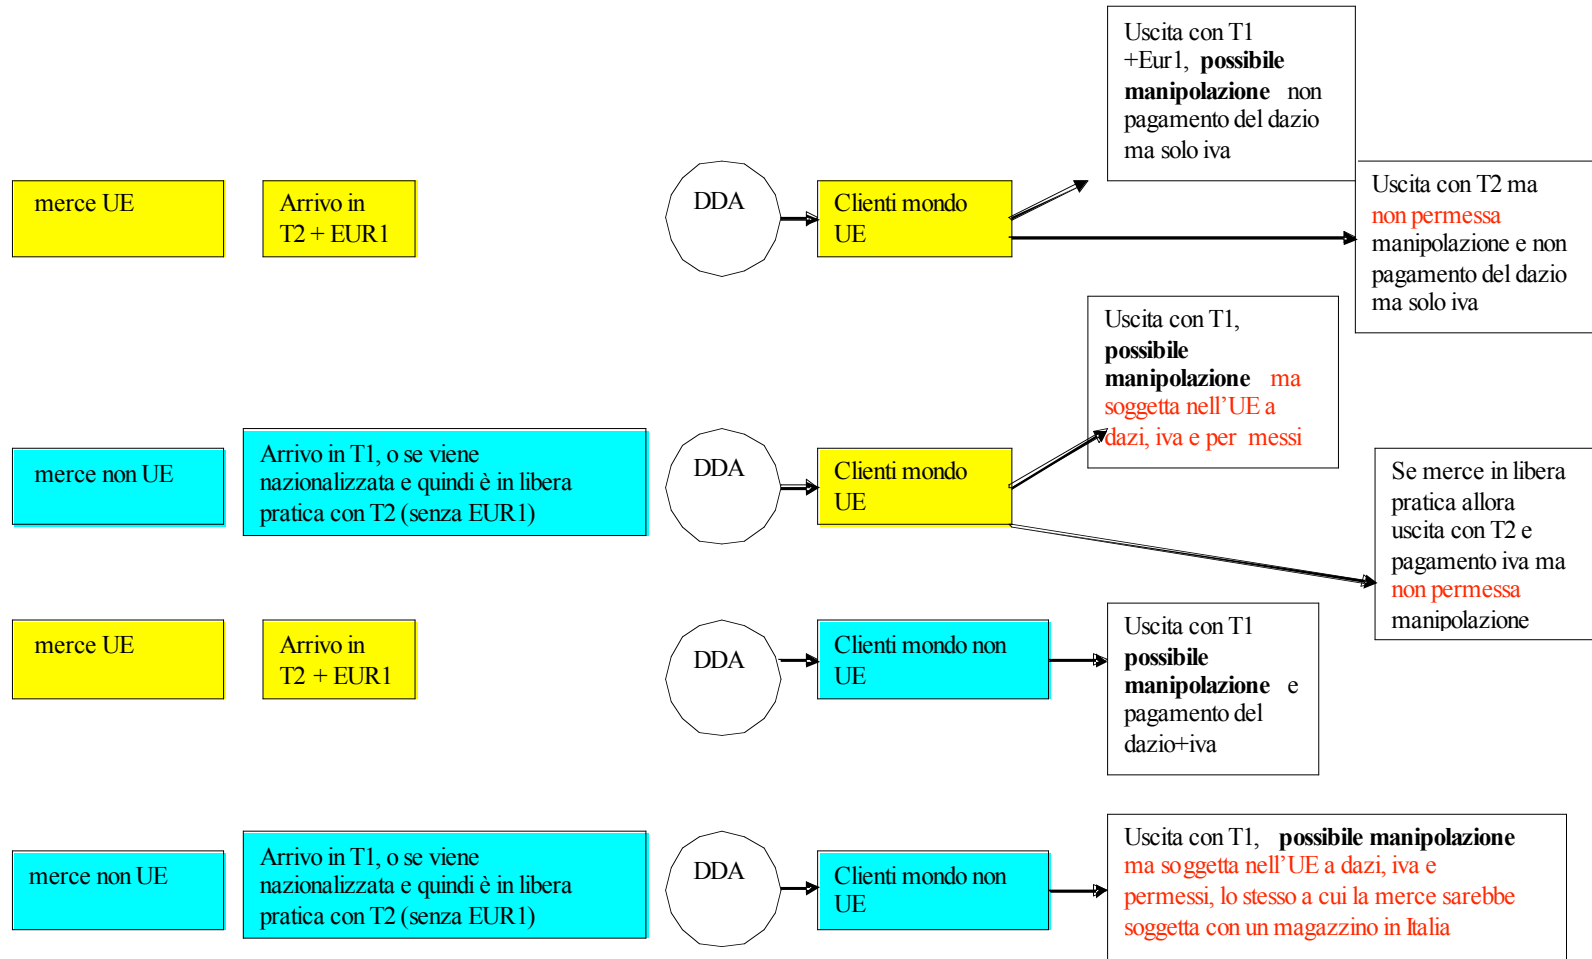 Uscita con T1
+Eur1, possibile
manipolazione non
pagamento del dazio
ma solo iva
merce UE
Arrivo in
T2 + EUR1
DDA
Clienti mondo
UE
Uscita con T2 ma
non permessa
manipolazione e non
pagamento del dazio
ma solo iva
Uscita con T1,
possibile
manipolazione ma
soggetta nell'UE a
dazi, iva e per messi
merce non UE
Arrivo in T1, o se viene
nazionalizzata e quindi è in libera
pratica con T2 (senza EUR1)
DDA
Clienti mondo
UE
Se merce in libera
pratica allora
uscita con T2 e
pagamento iva ma
non permessa
manipolazione
merce UE
Arrivo in
T2 + EUR1
DDA
Clienti mondo non
UE
Uscita con T1
possibile
manipolazione e
pagamento del
dazio+iva
merce non UE
Arrivo in T1, o se viene
nazionalizzata e quindi è in libera
pratica con T2 (senza EUR1)
DDA
Clienti mondo non
UE
Uscita con T1, possibile manipolazione
ma soggetta nell'UE a dazi, iva e
permessi, lo stesso a cui la merce sarebbe
soggetta con un magazzino in Italia